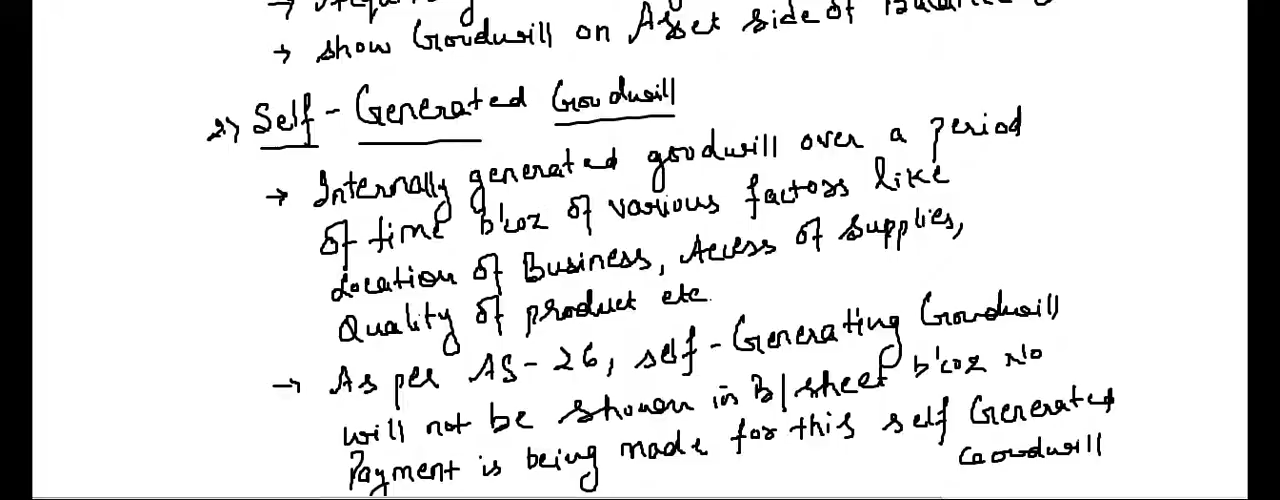 → show Goodwill on Asset side of
2) Self - Generated Goodwill
→ Internally generated goodwill over a period
of time b'coz of various factors like
Location of Business, Access of Supplies,
Quality of product etc.
→ As per AS-26, self-Generating Goodwill
will not be shown in B/sheet b'coz no
Payment is being made for this self Generated
Goodwill